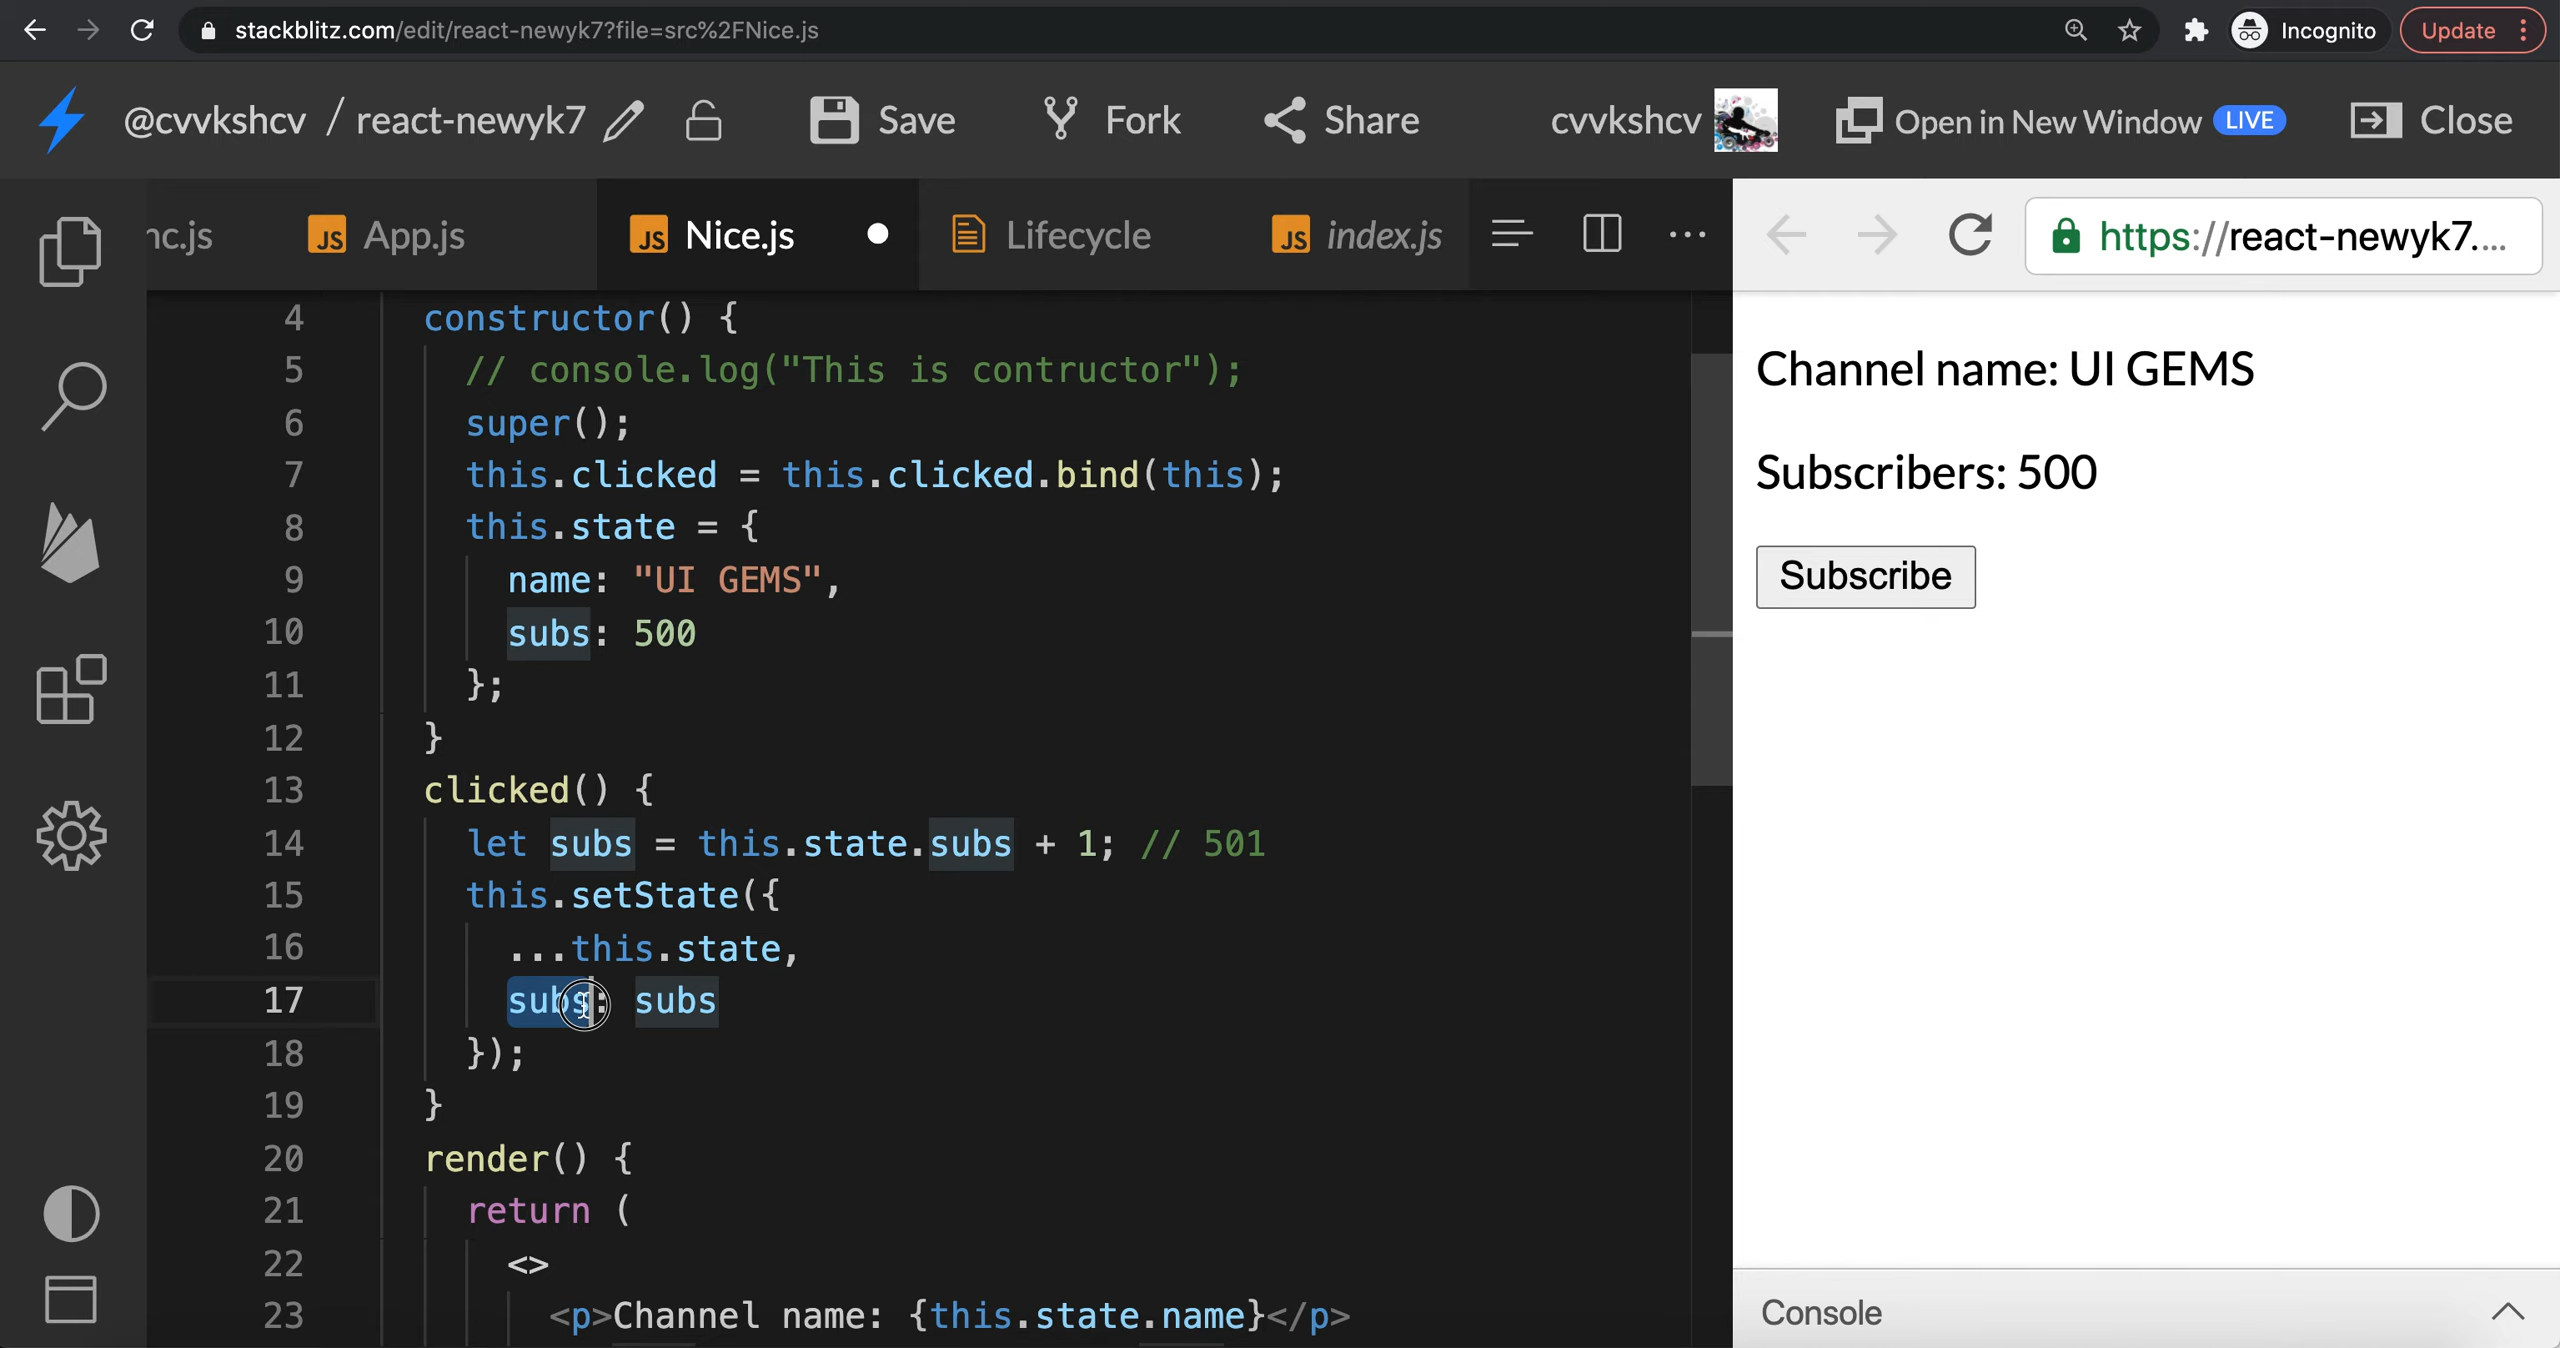 stackblitz.com/edit/react-newyk7?file=src%2FNice.js
Incognito
Update
@cvvkshcv / react-newyk7
Save
Fork
Share
cvvkshcv
Open in New Window
LIVE
Close
nc.js
JS App.js
JS Nice.js
Lifecycle
JS index.js
https://react-newyk7....
4 constructor() {
5 // console.log("This is contructor");
6 super();
7 this.clicked = this.clicked.bind(this);
8 this.state = {
9 name: "UI GEMS",
10 subs: 500
11 };
12 }
13 clicked() {
14 let subs = this.state.subs + 1; // 501
15 this.setState({
16 ...this.state,
17 subs: subs
18 });
19 }
20 render() {
21 return (
22 <>
23 <p>Channel name: {this.state.name}</p>
Channel name: UI GEMS
Subscribers: 500
Subscribe
Console